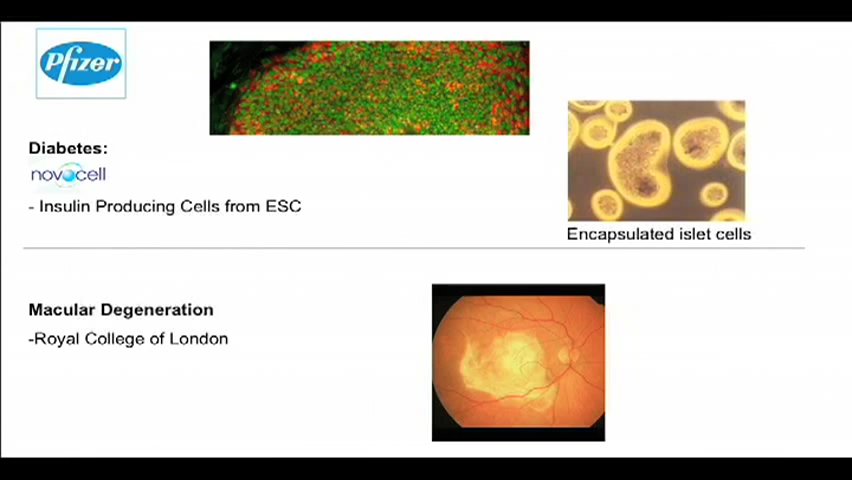 Pfizer
Diabetes:
novocell
- Insulin Producing Cells from ESC
Encapsulated islet cells
Macular Degeneration
-Royal College of London